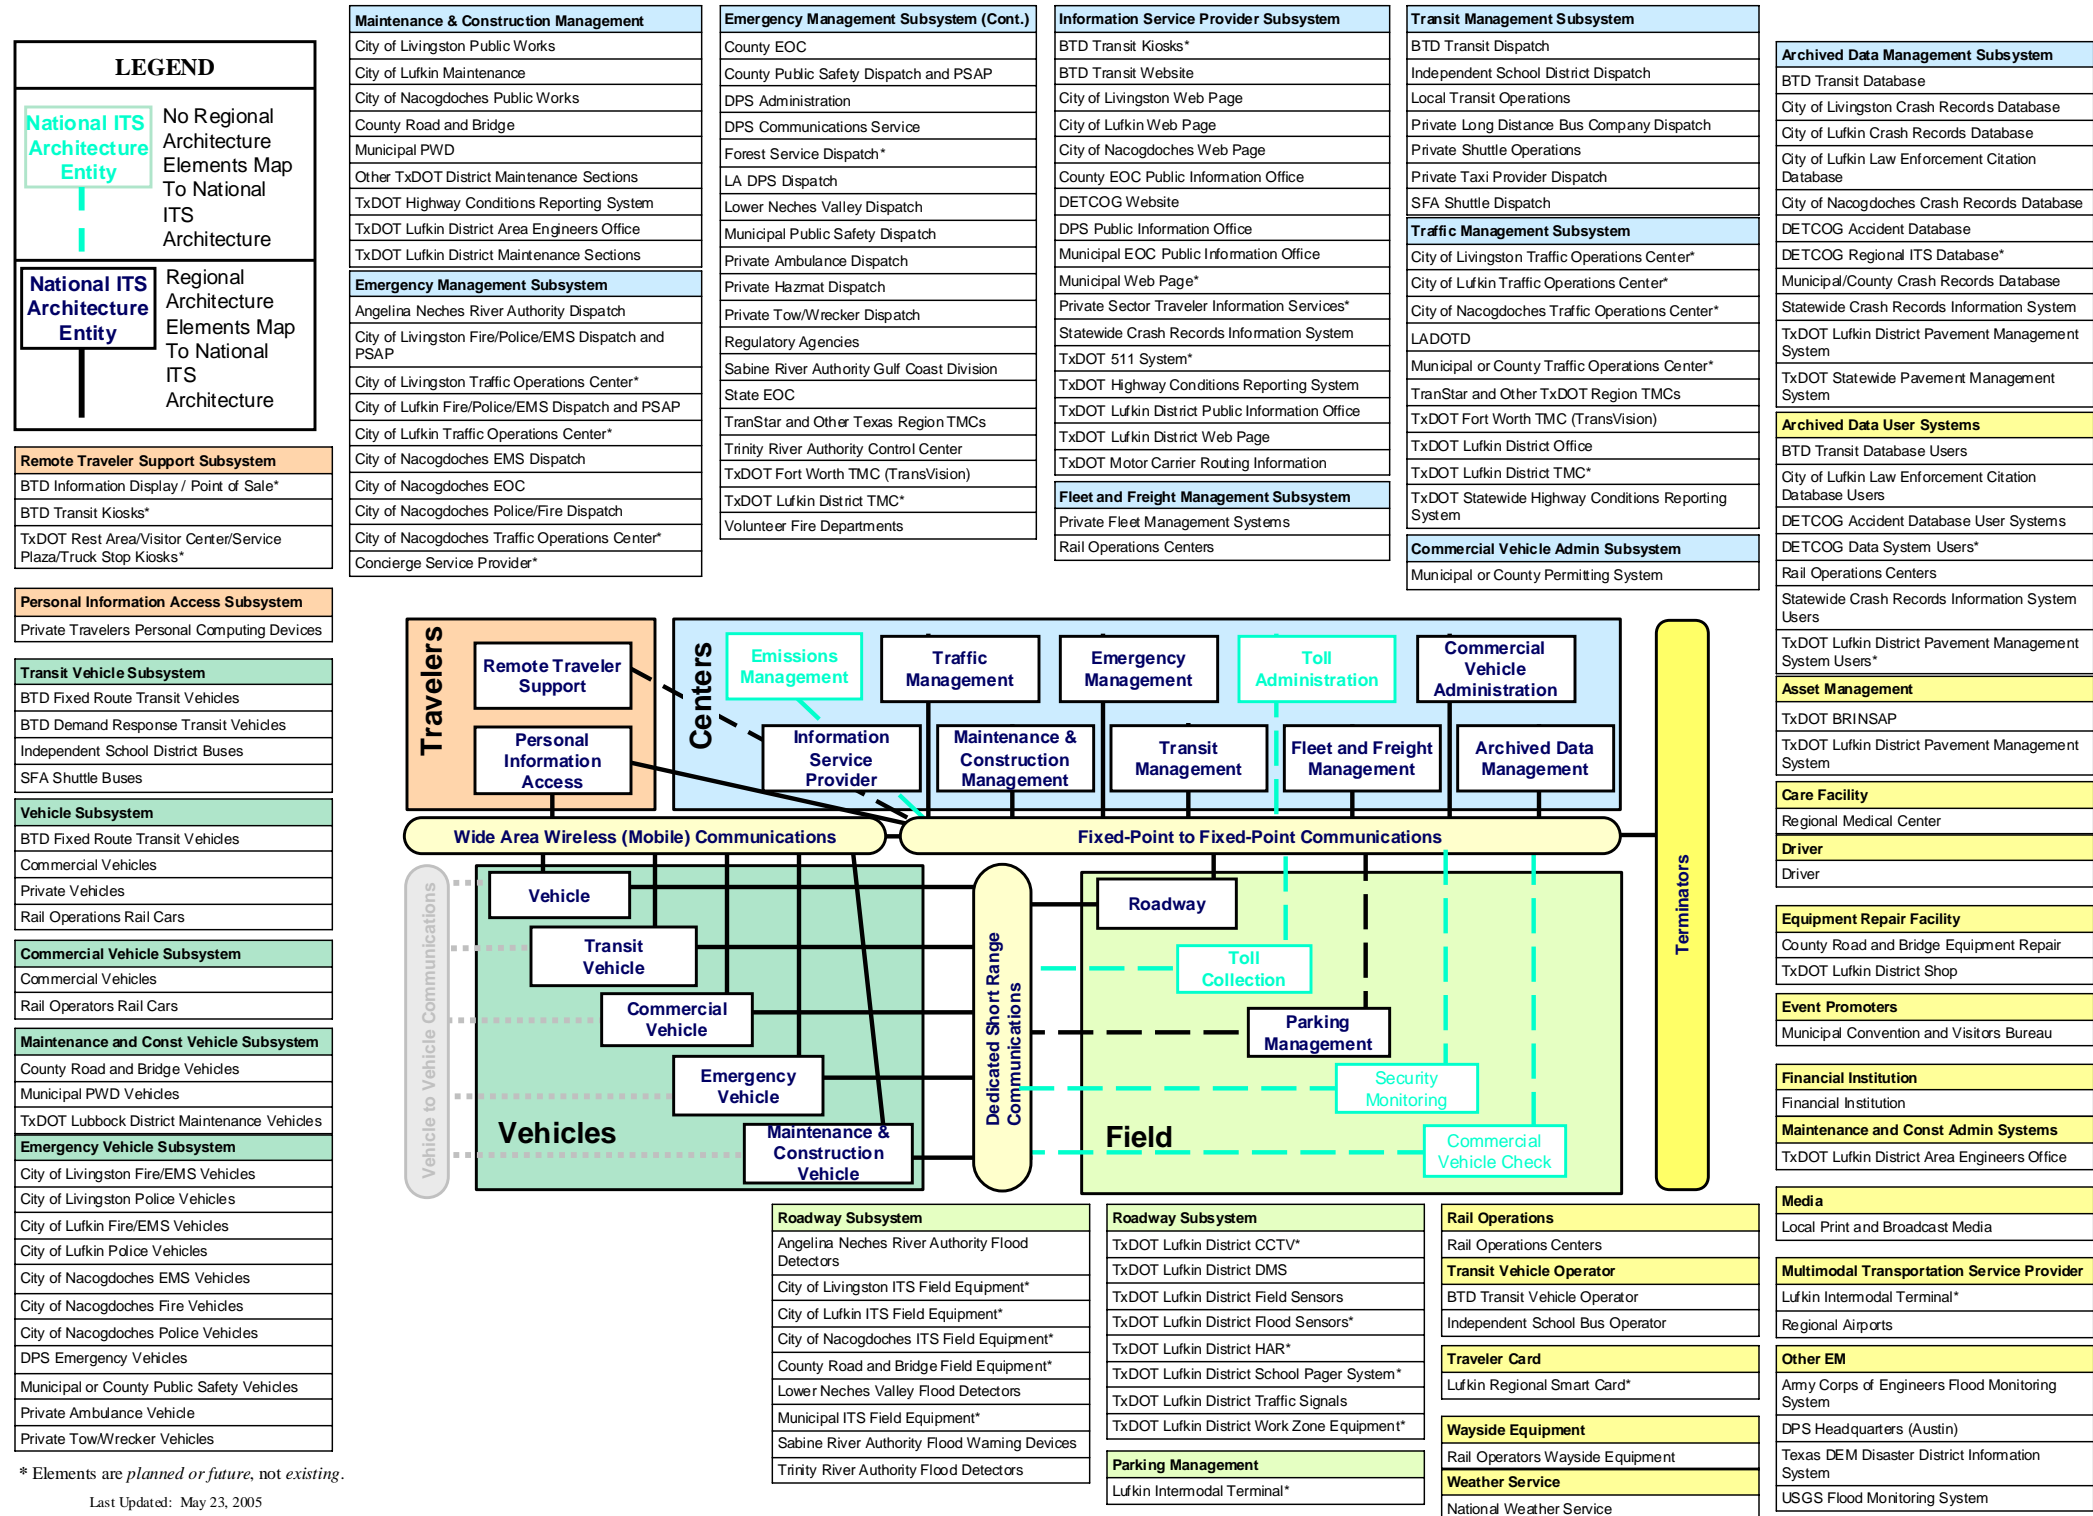 LEGEND
National ITS
Architecture
Entity
No Regional
Architecture
Elements Map
To National
ITS
Architecture
National ITS
Architecture
Entity
Regional
Architecture
Elements Map
To National
ITS
Architecture
Remote Traveler Support Subsystem
BTD Information Display / Point of Sale*
BTD Transit Kiosks*
TxDOT Rest Area/Visitor Center/Service
Plaza/Truck Stop Kiosks*
Personal Information Access Subsystem
Private Travelers Personal Computing Devices
Transit Vehicle Subsystem
BTD Fixed Route Transit Vehicles
BTD Demand Response Transit Vehicles
Independent School District Buses
SFA Shuttle Buses
Vehicle Subsystem
BTD Fixed Route Transit Vehicles
Commercial Vehicles
Private Vehicles
Rail Operations Rail Cars
Commercial Vehicle Subsystem
Commercial Vehicles
Rail Operators Rail Cars
Maintenance and Const Vehicle Subsystem
County Road and Bridge Vehicles
Municipal PWD Vehicles
TxDOT Lubbock District Maintenance Vehicles
Emergency Vehicle Subsystem
City of Livingston Fire/EMS Vehicles
City of Livingston Police Vehicles
City of Lufkin Fire/EMS Vehicles
City of Lufkin Police Vehicles
City of Nacogdoches EMS Vehicles
City of Nacogdoches Fire Vehicles
City of Nacogdoches Police Vehicles
DPS Emergency Vehicles
Municipal or County Public Safety Vehicles
Private Ambulance Vehicle
Private Tow/Wrecker Vehicles
* Elements are planned or future, not existing.
Last Updated: May 23, 2005
Maintenance & Construction Management
City of Livingston Public Works
City of Lufkin Maintenance
City of Nacogdoches Public Works
County Road and Bridge
Municipal PWD
Other TxDOT District Maintenance Sections
TxDOT Highway Conditions Reporting System
TxDOT Lufkin District Area Engineers Office
TxDOT Lufkin District Maintenance Sections
Emergency Management Subsystem
Angelina Neches River Authority Dispatch
City of Livingston Fire/Police/EMS Dispatch and
PSAP
City of Livingston Traffic Operations Center*
City of Lufkin Fire/Police/EMS Dispatch and PSAP
City of Lufkin Traffic Operations Center*
City of Nacogdoches EMS Dispatch
City of Nacogdoches EOC
City of Nacogdoches Police/Fire Dispatch
City of Nacogdoches Traffic Operations Center*
Concierge Service Provider*
Emergency Management Subsystem (Cont.)
County EOC
County Public Safety Dispatch and PSAP
DPS Administration
DPS Communications Service
Forest Service Dispatch*
LA DPS Dispatch
Lower Neches Valley Dispatch
Municipal Public Safety Dispatch
Private Ambulance Dispatch
Private Hazmat Dispatch
Private Tow/Wrecker Dispatch
Regulatory Agencies
Sabine River Authority Gulf Coast Division
State EOC
TranStar and Other Texas Region TMCs
Trinity River Authority Control Center
TxDOT Fort Worth TMC (TransVision)
TxDOT Lufkin District TMC*
Volunteer Fire Departments
Information Service Provider Subsystem
BTD Transit Kiosks*
BTD Transit Website
City of Livingston Web Page
City of Lufkin Web Page
City of Nacogdoches Web Page
County EOC Public Information Office
DETCOG Website
DPS Public Information Office
Municipal EOC Public Information Office
Municipal Web Page*
Private Sector Traveler Information Services*
Statewide Crash Records Information System
TxDOT 511 System*
TxDOT Highway Conditions Reporting System
TxDOT Lufkin District Public Information Office
TxDOT Lufkin District Web Page
TxDOT Motor Carrier Routing Information
Fleet and Freight Management Subsystem
Private Fleet Management Systems
Rail Operations Centers
Transit Management Subsystem
BTD Transit Dispatch
Independent School District Dispatch
Local Transit Operations
Private Long Distance Bus Company Dispatch
Private Shuttle Operations
Private Taxi Provider Dispatch
SFA Shuttle Dispatch
Traffic Management Subsystem
City of Livingston Traffic Operations Center*
City of Lufkin Traffic Operations Center*
City of Nacogdoches Traffic Operations Center*
LADOTD
Municipal or County Traffic Operations Center*
TranStar and Other TxDOT Region TMCs
TxDOT Fort Worth TMC (TransVision)
TxDOT Lufkin District Office
TxDOT Lufkin District TMC*
TxDOT Statewide Highway Conditions Reporting
System
Commercial Vehicle Admin Subsystem
Municipal or County Permitting System
Archived Data Management Subsystem
BTD Transit Database
City of Livingston Crash Records Database
City of Lufkin Crash Records Database
City of Lufkin Law Enforcement Citation
Database
City of Nacogdoches Crash Records Database
DETCOG Accident Database
DETCOG Regional ITS Database*
Municipal/County Crash Records Database
Statewide Crash Records Information System
TxDOT Lufkin District Pavement Management
System
TxDOT Statewide Pavement Management
System
Archived Data User Systems
BTD Transit Database Users
City of Lufkin Law Enforcement Citation
Database Users
DETCOG Accident Database User Systems
DETCOG Data System Users*
Rail Operations Centers
Statewide Crash Records Information System
Users
TxDOT Lufkin District Pavement Management
System Users*
Asset Management
TxDOT BRINSAP
TxDOT Lufkin District Pavement Management
System
Care Facility
Regional Medical Center
Driver
Driver
Equipment Repair Facility
County Road and Bridge Equipment Repair
TxDOT Lufkin District Shop
Event Promoters
Municipal Convention and Visitors Bureau
Financial Institution
Financial Institution
Maintenance and Const Admin Systems
TxDOT Lufkin District Area Engineers Office
Media
Local Print and Broadcast Media
Multimodal Transportation Service Provider
Lufkin Intermodal Terminal*
Regional Airports
Other EM
Army Corps of Engineers Flood Monitoring
System
DPS Headquarters (Austin)
Texas DEM Disaster District Information
System
USGS Flood Monitoring System
Travelers
Remote Traveler
Support
Personal
Information
Access
Centers
Emissions
Management
Traffic
Management
Emergency
Management
Toll
Administration
Commercial
Vehicle
Administration
Information
Service
Provider
Maintenance &
Construction
Management
Transit
Management
Fleet and Freight
Management
Archived Data
Management
Wide Area Wireless (Mobile) Communications
Fixed-Point to Fixed-Point Communications
Terminators
Vehicle to Vehicle Communications
Vehicle
Transit
Vehicle
Commercial
Vehicle
Emergency
Vehicle
Maintenance &
Construction
Vehicle
Vehicles
Dedicated Short Range
Communications
Roadway
Toll
Collection
Parking
Management
Security
Monitoring
Commercial
Vehicle Check
Field
Roadway Subsystem
Angelina Neches River Authority Flood
Detectors
City of Livingston ITS Field Equipment*
City of Lufkin ITS Field Equipment*
City of Nacogdoches ITS Field Equipment*
County Road and Bridge Field Equipment*
Lower Neches Valley Flood Detectors
Municipal ITS Field Equipment*
Sabine River Authority Flood Warning Devices
Trinity River Authority Flood Detectors
Roadway Subsystem
TxDOT Lufkin District CCTV*
TxDOT Lufkin District DMS
TxDOT Lufkin District Field Sensors
TxDOT Lufkin District Flood Sensors*
TxDOT Lufkin District HAR*
TxDOT Lufkin District School Pager System*
TxDOT Lufkin District Traffic Signals
TxDOT Lufkin District Work Zone Equipment*
Parking Management
Lufkin Intermodal Terminal*
Rail Operations
Rail Operations Centers
Transit Vehicle Operator
BTD Transit Vehicle Operator
Independent School Bus Operator
Traveler Card
Lufkin Regional Smart Card*
Wayside Equipment
Rail Operators Wayside Equipment
Weather Service
National Weather Service